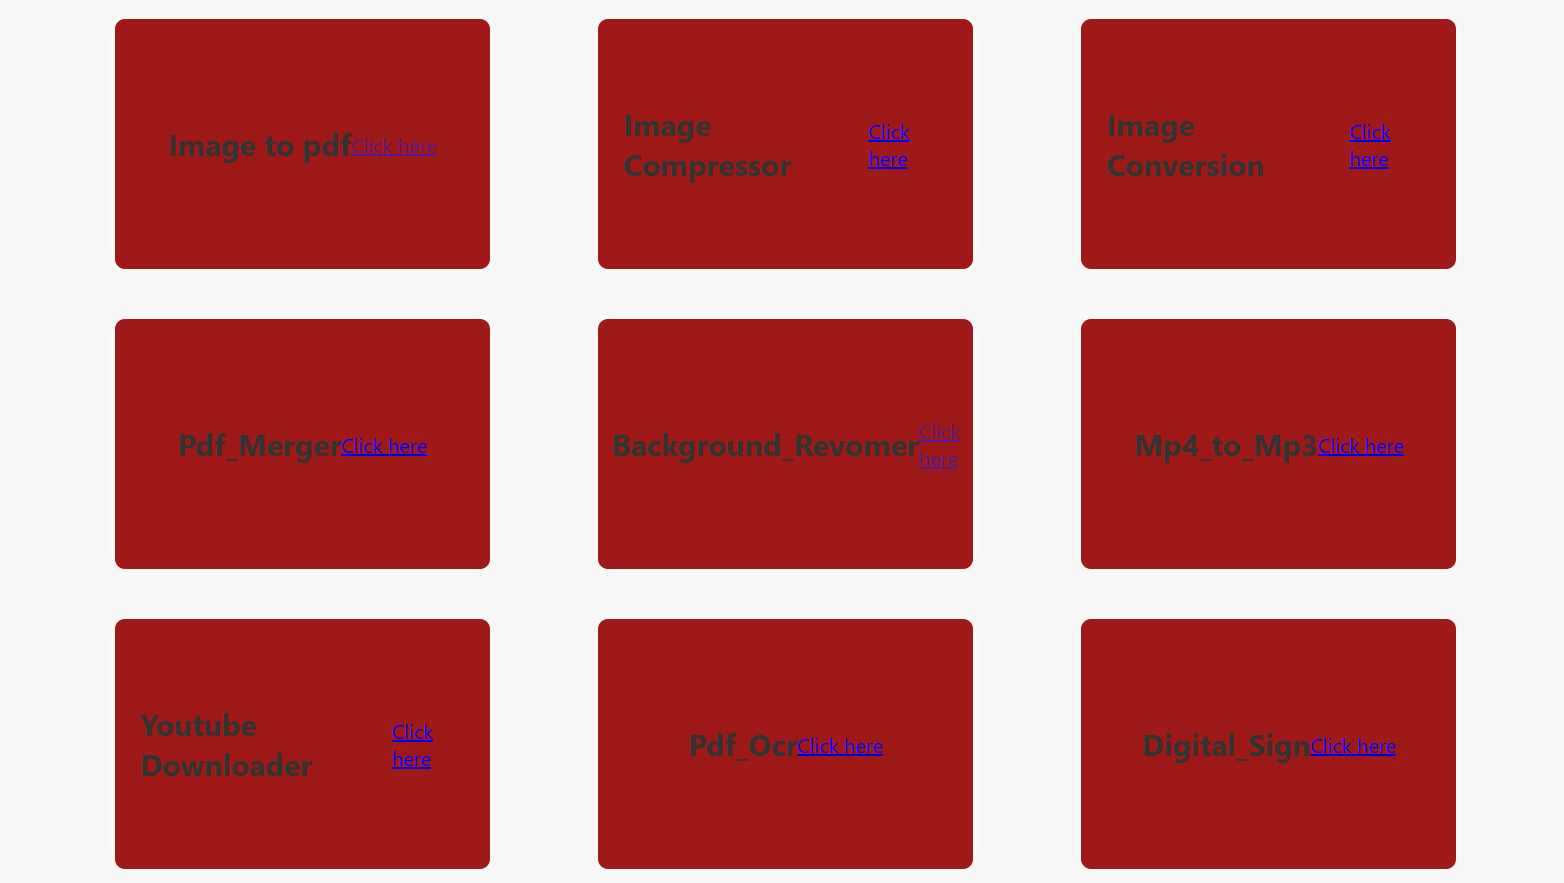 Image to pdf Click here
Image
Compressor
Click
here
Image
Conversion
Click
here
Pdf_Merger Click here
Background_Revomer
Click
here
Mp4_to_Mp3 Click here
Youtube
Downloader
Click
here
Pdf_Ocr Click here
Digital_Sign Click here